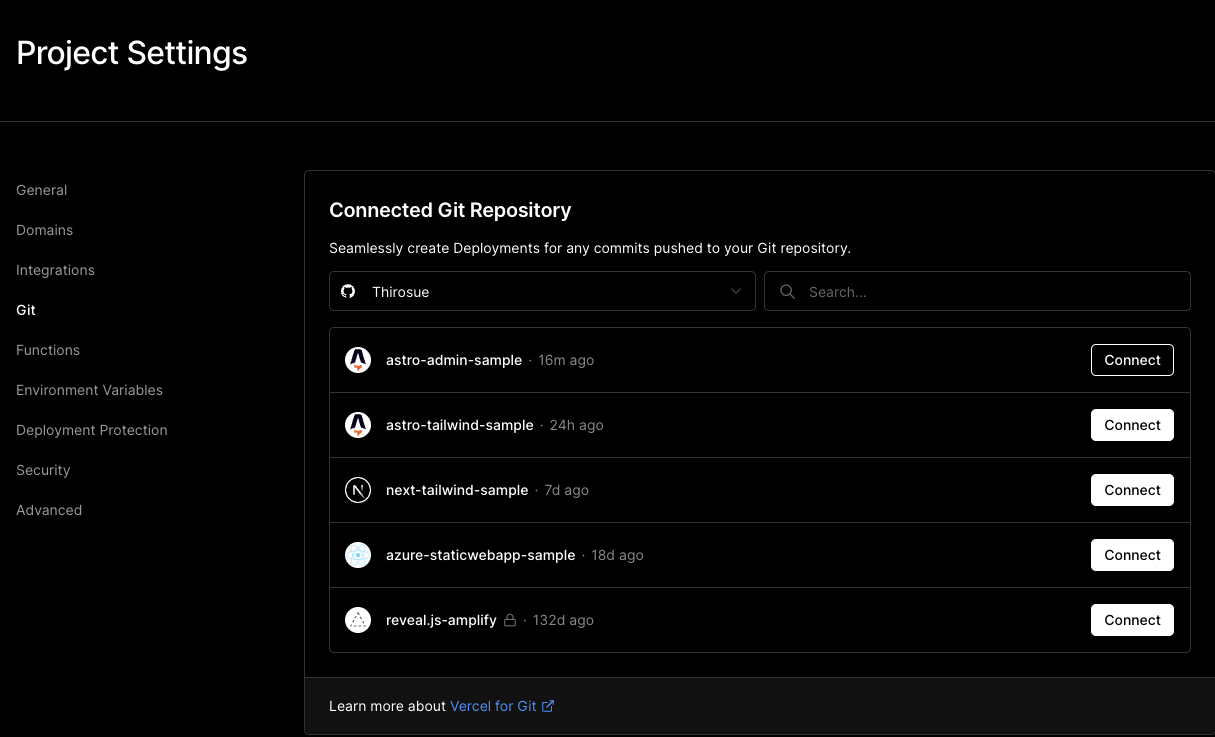 Project Settings
General
Domains
Integrations
Git
Functions
Environment Variables
Deployment Protection
Security
Advanced
Connected Git Repository
Seamlessly create Deployments for any commits pushed to your Git repository.
Thirosue
Search...
astro-admin-sample · 16m ago
Connect
astro-tailwind-sample · 24h ago
Connect
next-tailwind-sample · 7d ago
Connect
azure-staticwebapp-sample · 18d ago
Connect
reveal.js-amplify · 132d ago
Connect
Learn more about Vercel for Git